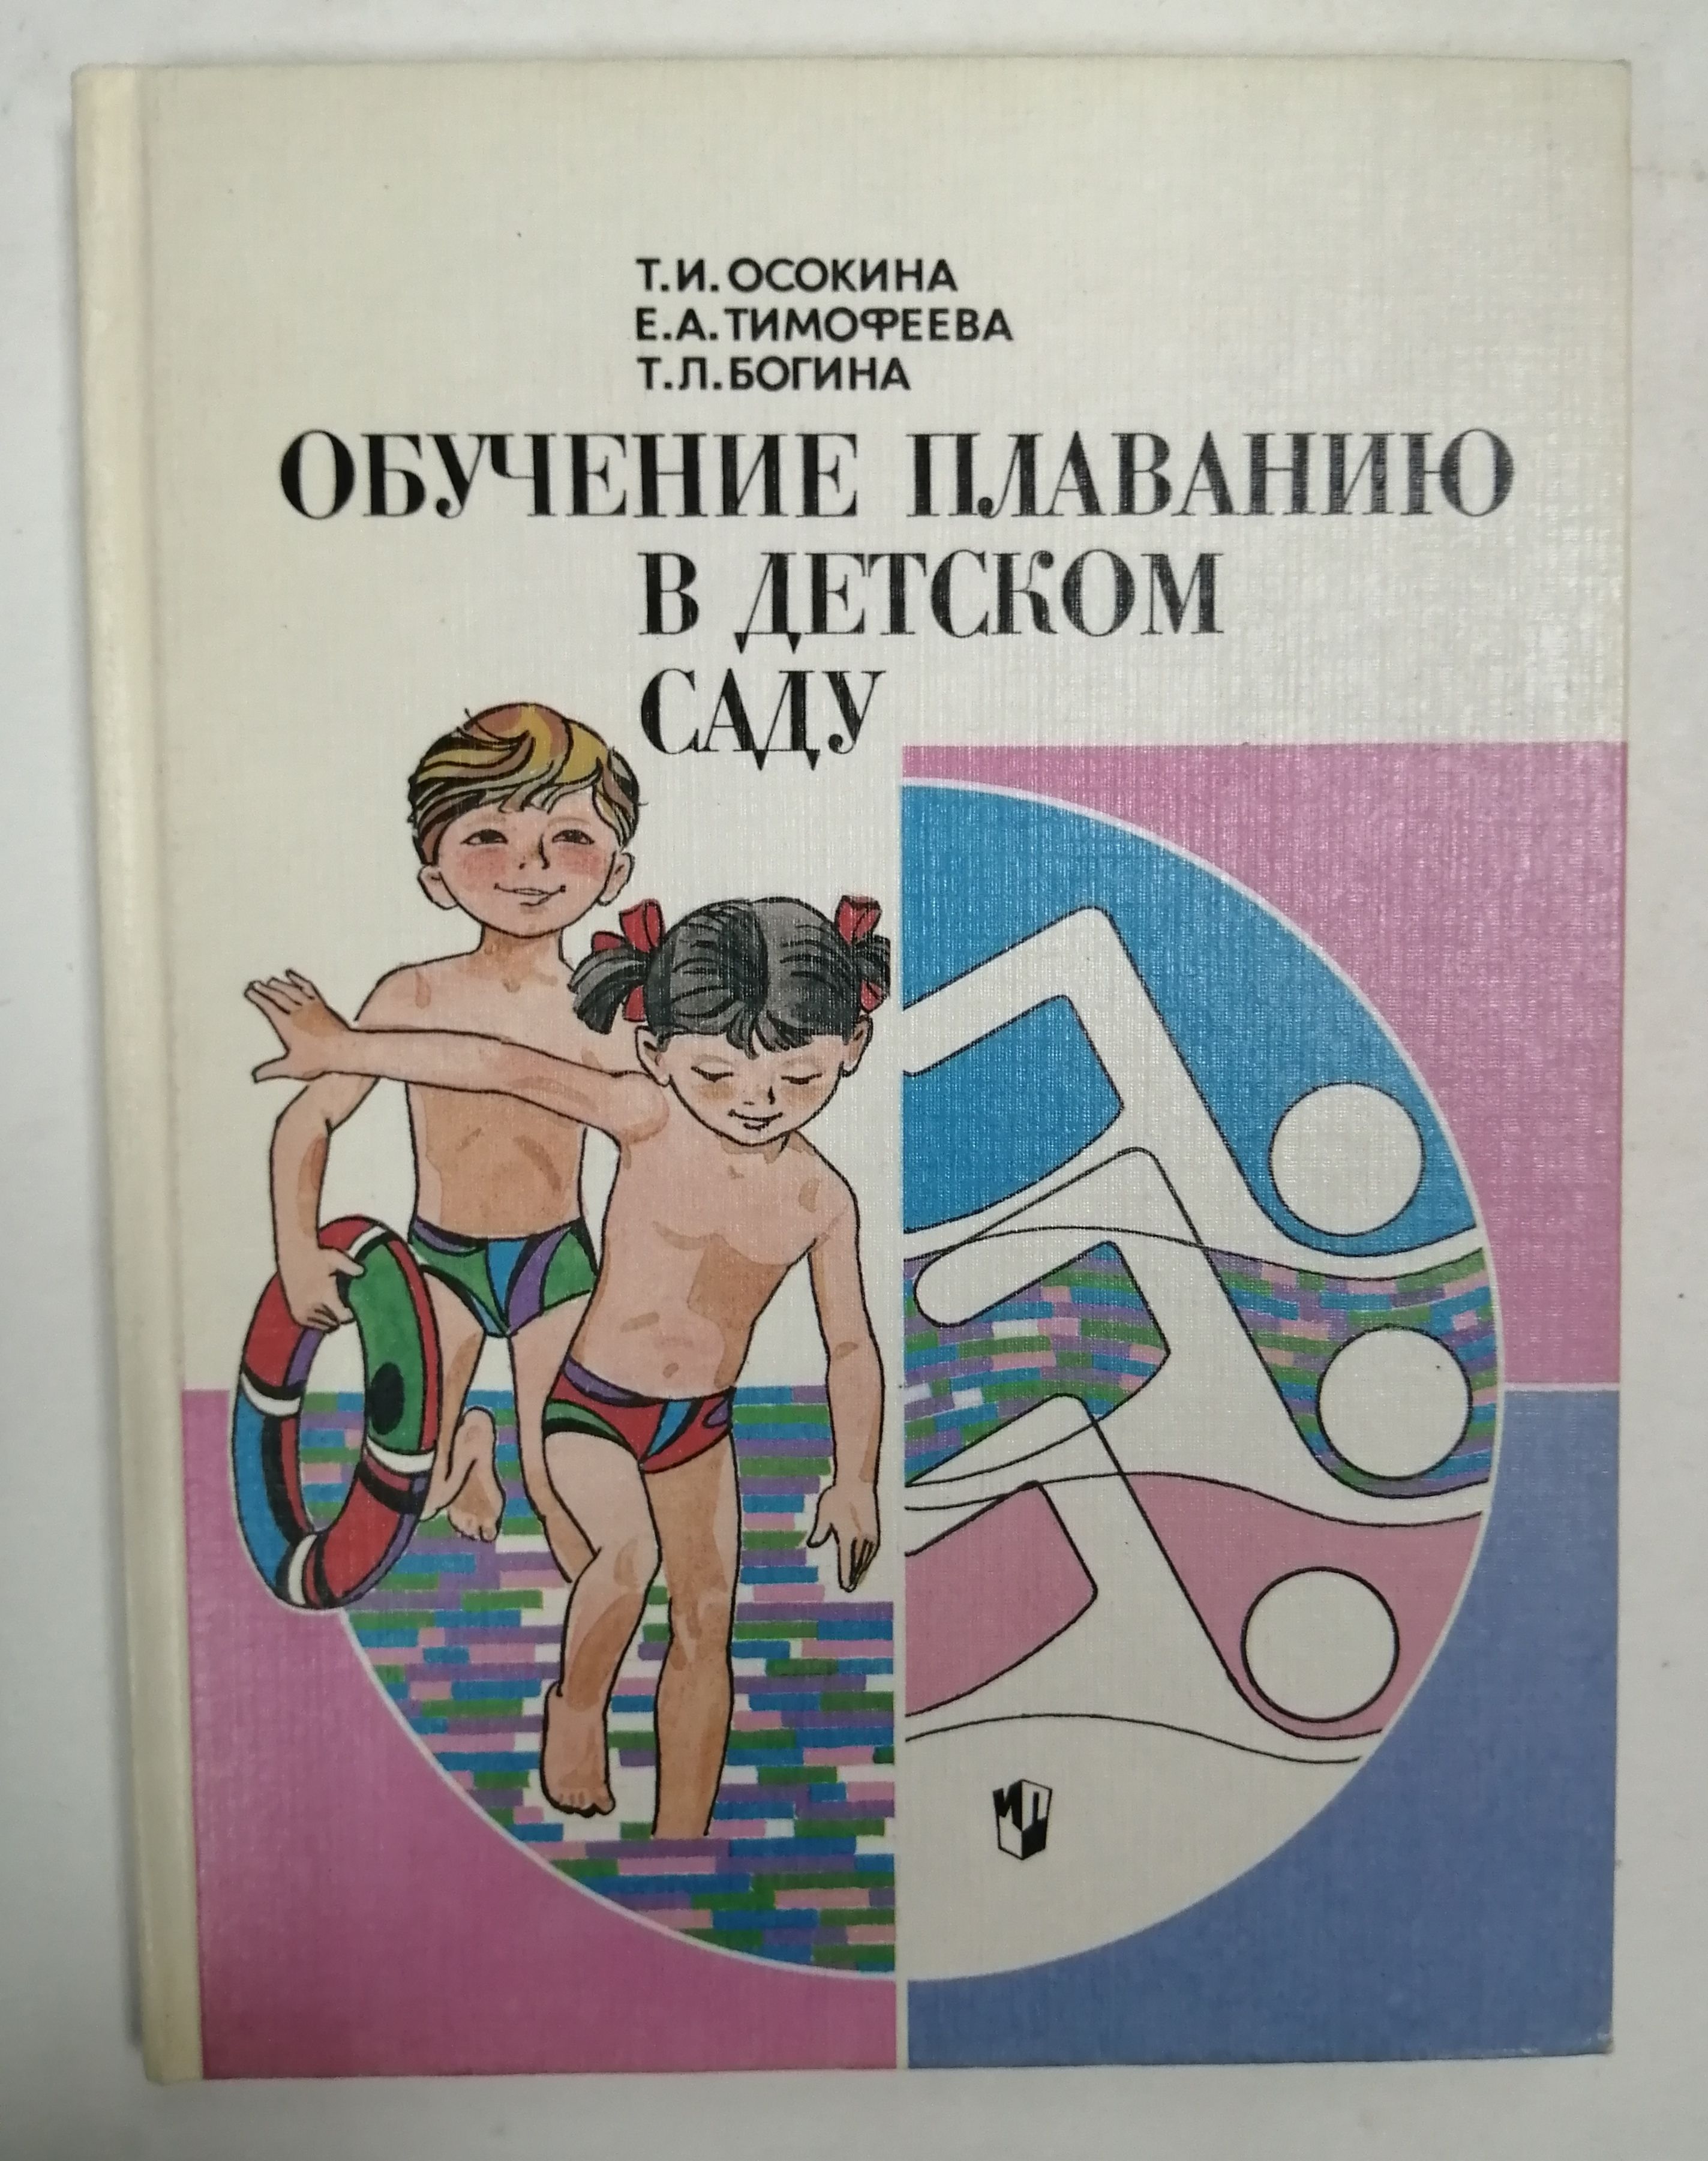 Т.И.ОСОКИНА
Е.А.ТИМОФЕЕВА
Т.Л.БОГИНА
ОБУЧЕНИЕ ПЛАВАНИЮ
В ДЕТСКОМ
САДУ